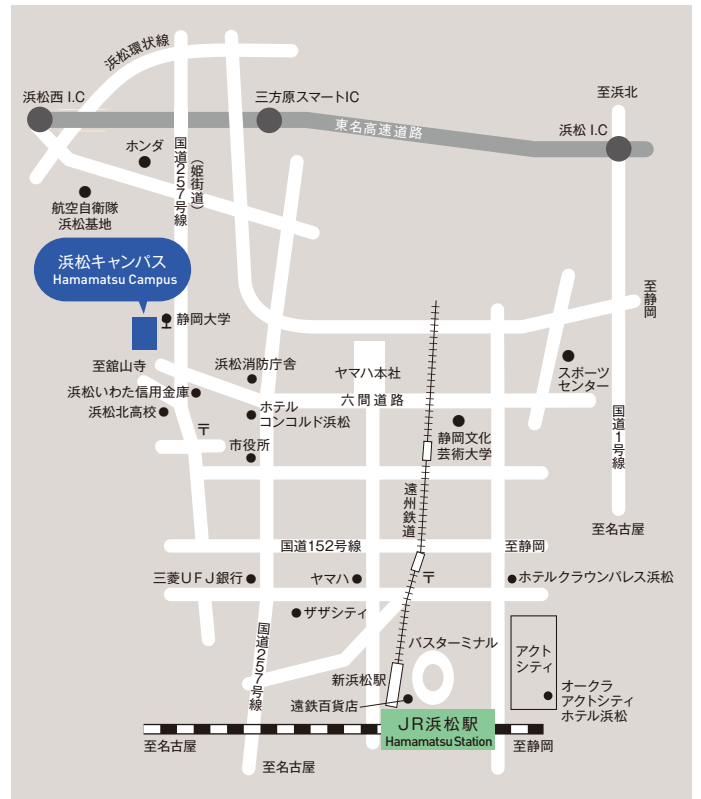 浜松環状線
浜松西 I.C
三方原スマートIC
至浜北
東名高速道路
浜松 I.C
ホンダ
国道257号線
（姫街道）
航空自衛隊
浜松基地
浜松キャンパス
Hamamatsu Campus
至静岡
静岡大学
至舘山寺
浜松消防庁舎
ヤマハ本社
スポーツ
センター
浜松いわた信用金庫
六間道路
浜松北高校
ホテル
コンコルド浜松
国道1号線
〒
市役所
静岡文化
芸術大学
遠州鉄道
至名古屋
国道152号線
至静岡
三菱UFJ銀行
ヤマハ
〒
ホテルクラウンパレス浜松
ザザシティ
国道257号線
バスターミナル
アクト
シティ
新浜松駅
遠鉄百貨店
オークラ
アクトシティ
ホテル浜松
JR浜松駅
Hamamatsu Station
至名古屋
至静岡
至名古屋